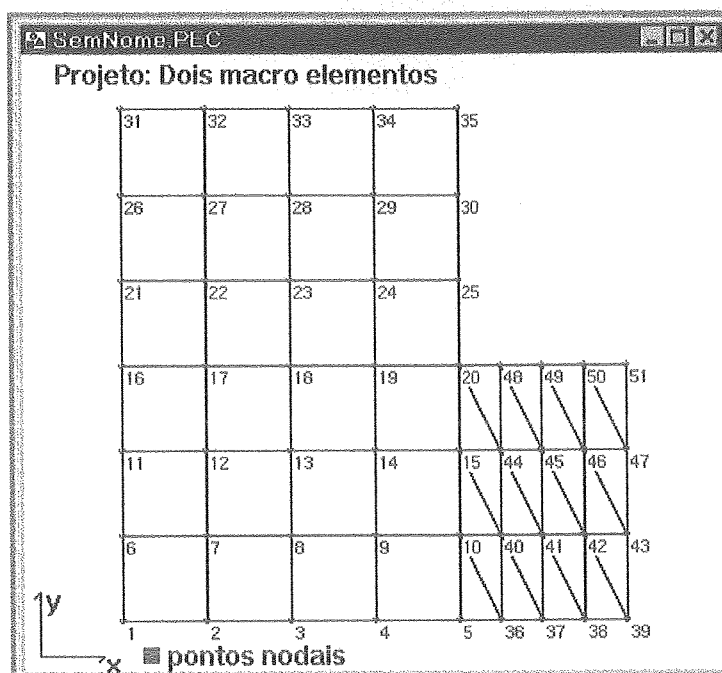 SemNome.PEC
Projeto: Dois macro elementos
31 32 33 34 35
26 27 28 29 30
21 22 23 24 25
16 17 18 19 20 48 49 50 51
11 12 13 14 15 44 45 46 47
6 7 8 9 10 40 41 42 43
y
1 2 3 4 5 36 37 38 39
x pontos nodais